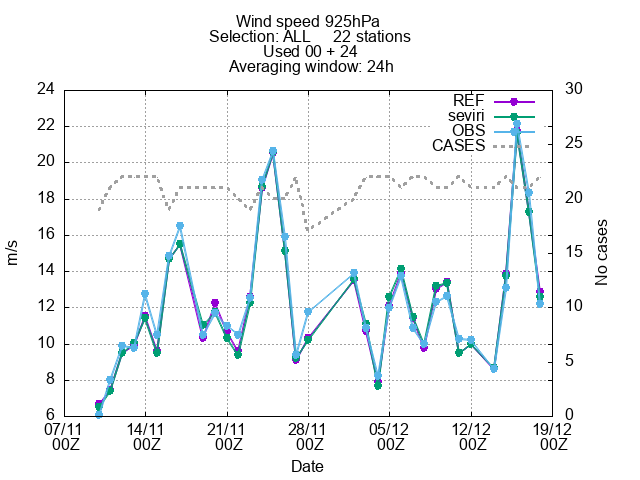 Wind speed 925hPa
Selection: ALL 22 stations
Used 00 + 24
Averaging window: 24h
24
22
20
18
16
14
12
10
8
6
m/s
30
25
20
15
10
5
0
No cases
REF
seviri
OBS
CASES
07/11 14/11 21/11 28/11 05/12 12/12 19/12
00Z 00Z 00Z 00Z 00Z 00Z 00Z
Date